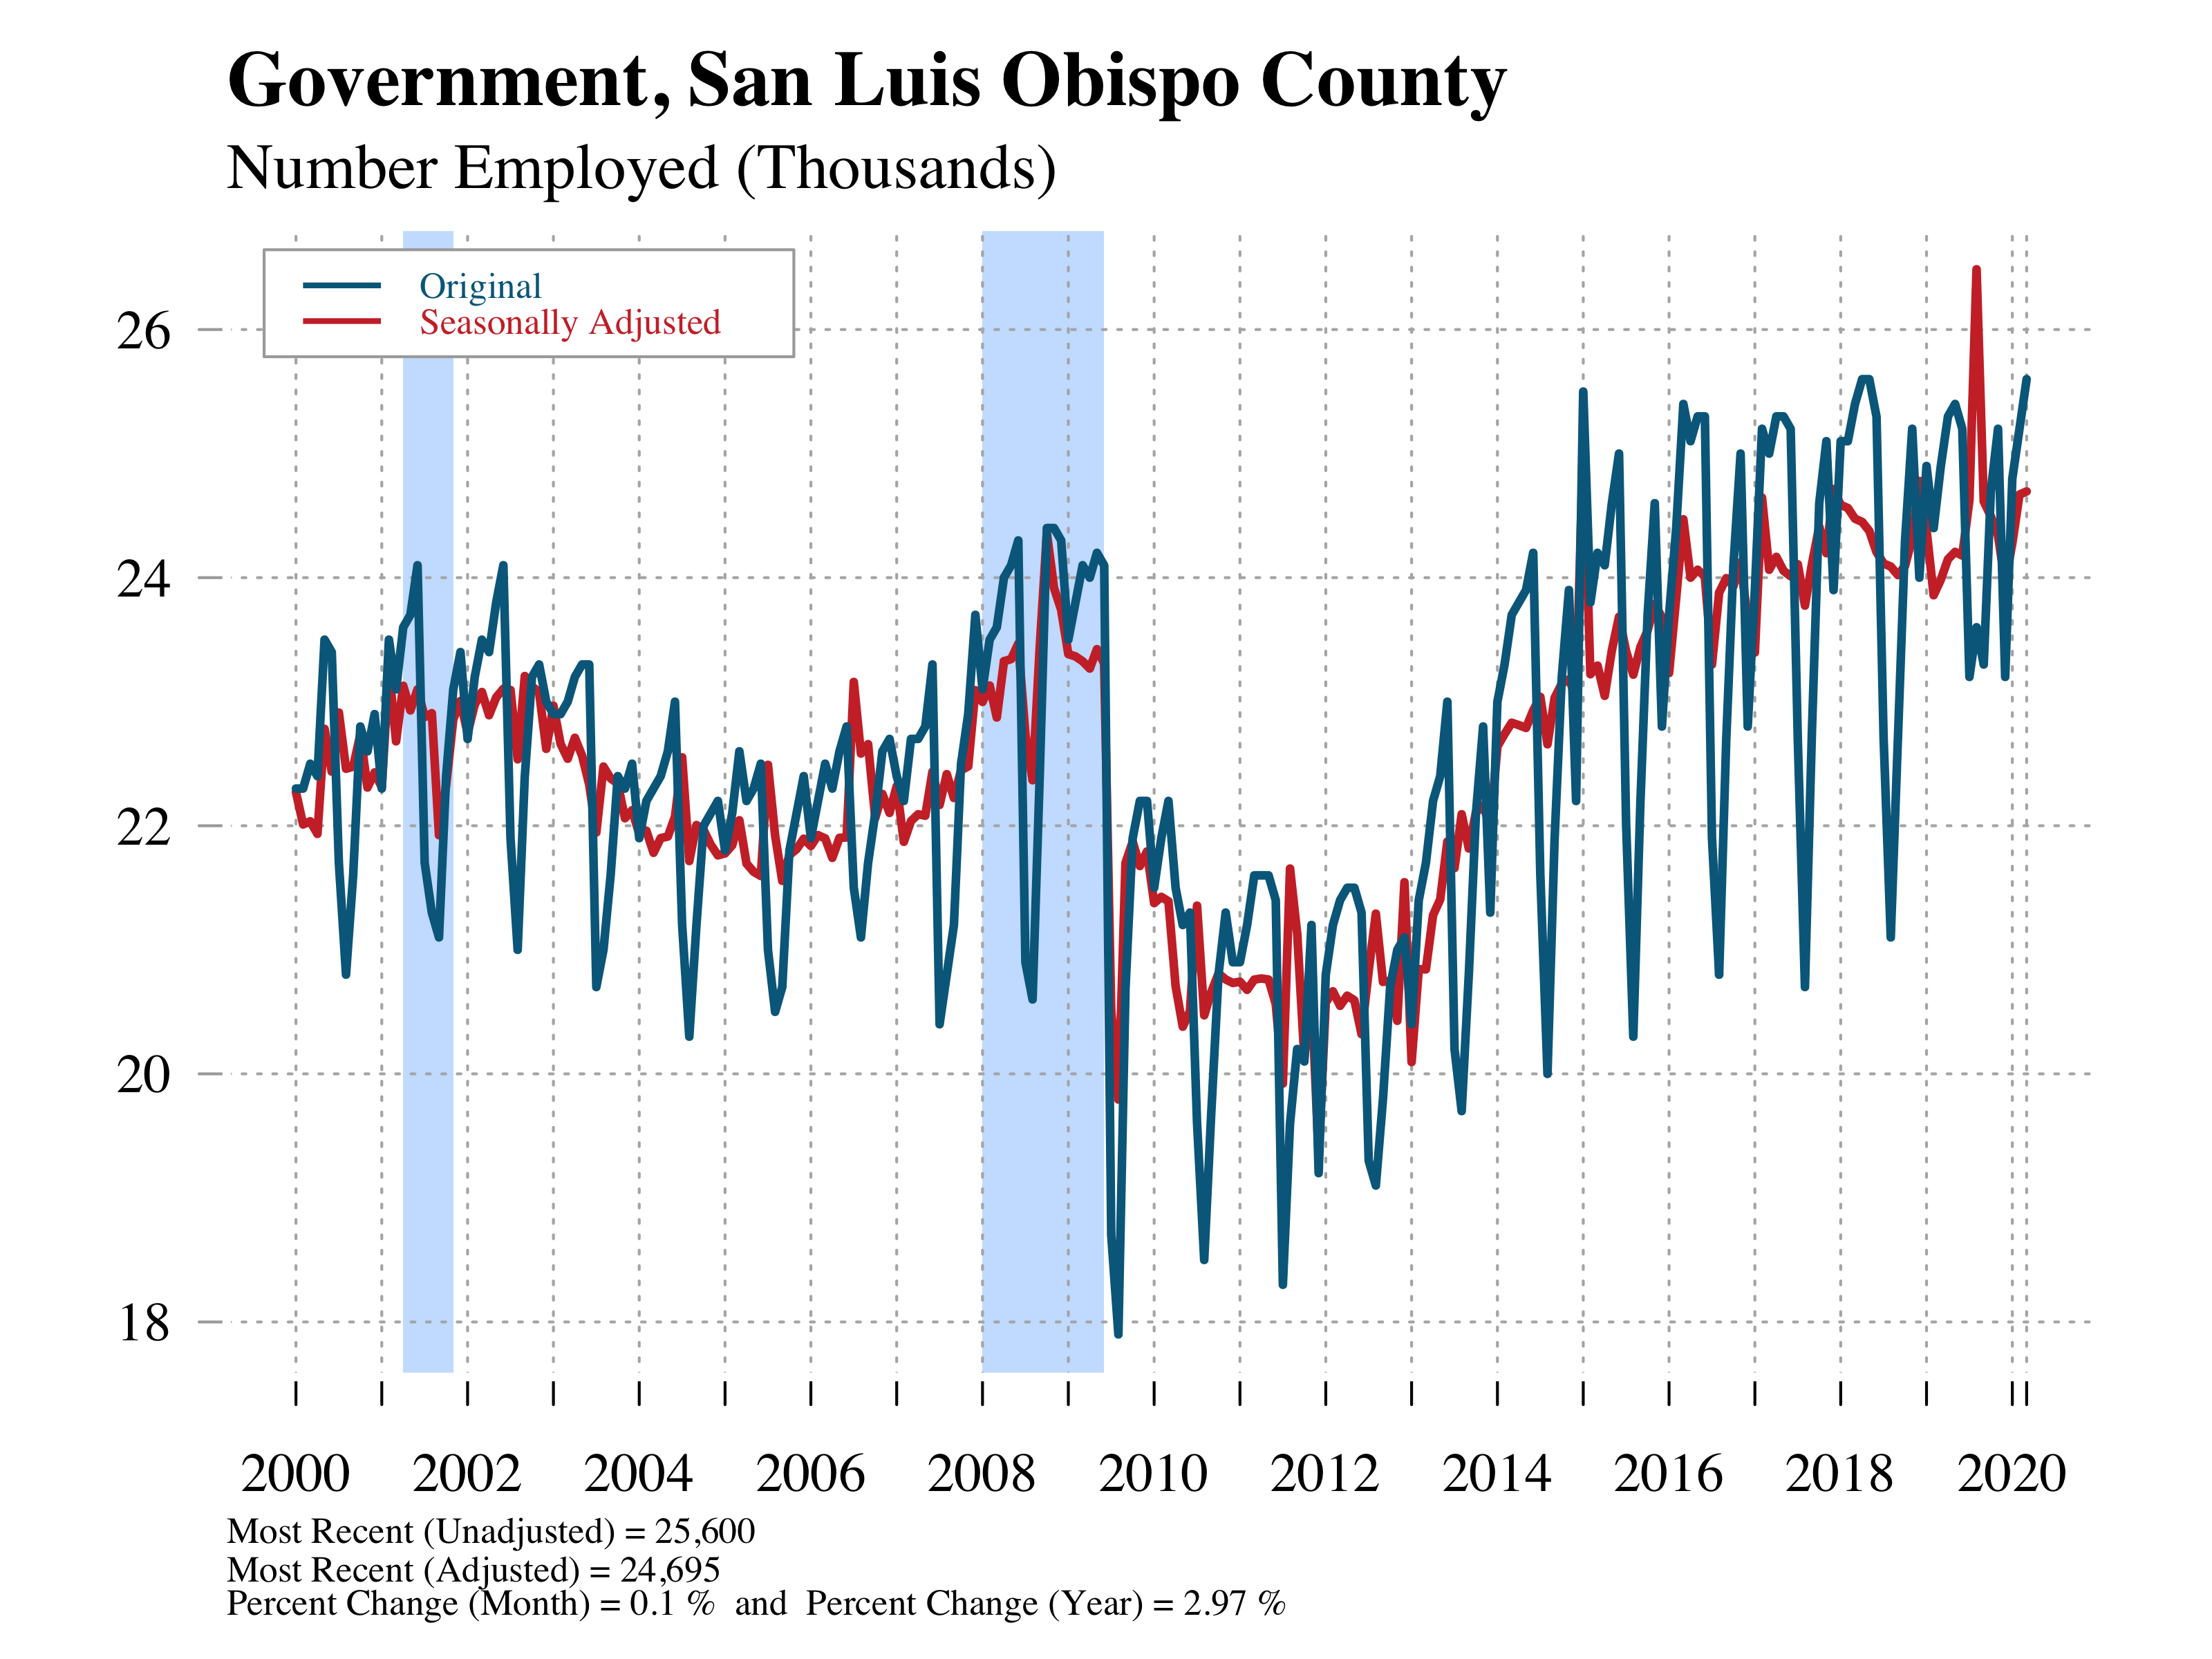 Government, San Luis Obispo County
Number Employed (Thousands)
Original
Seasonally Adjusted
26
24
22
20
18
2000 2002 2004 2006 2008 2010 2012 2014 2016 2018 2020
Most Recent (Unadjusted) = 25,600
Most Recent (Adjusted) = 24,695
Percent Change (Month) = 0.1 % and Percent Change (Year) = 2.97 %